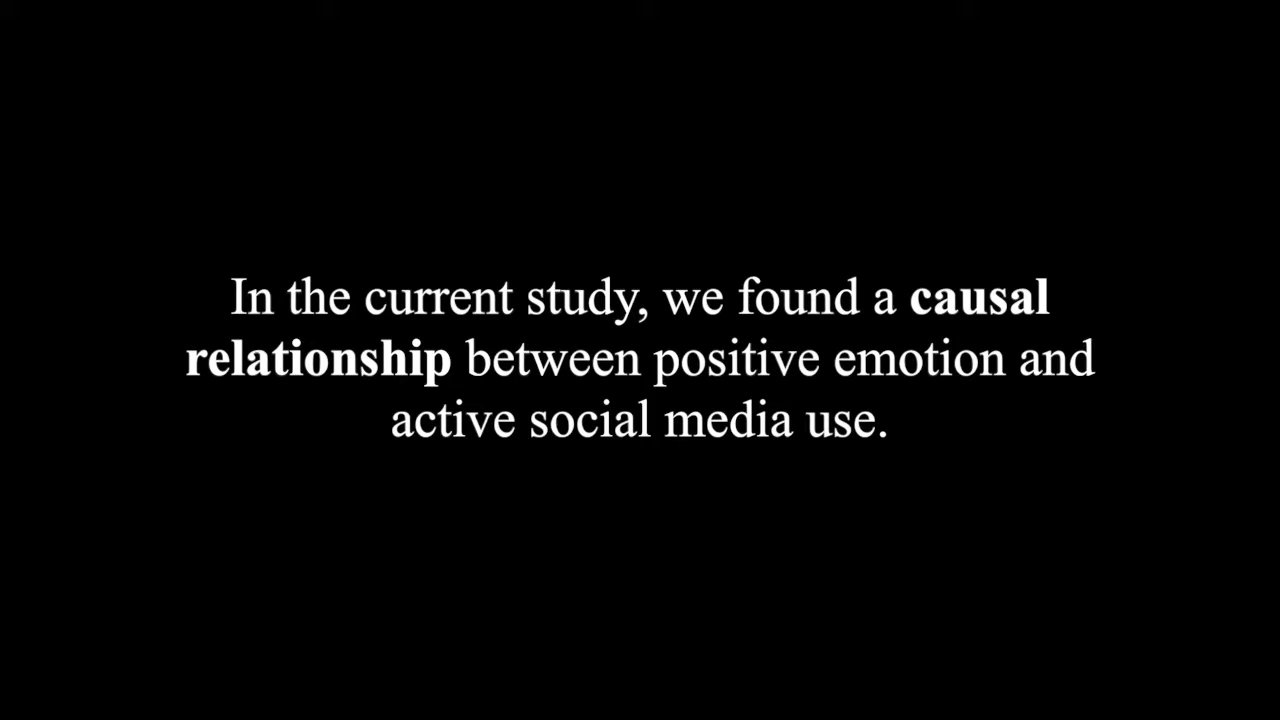 In the current study, we found a causal
relationship between positive emotion and
active social media use.